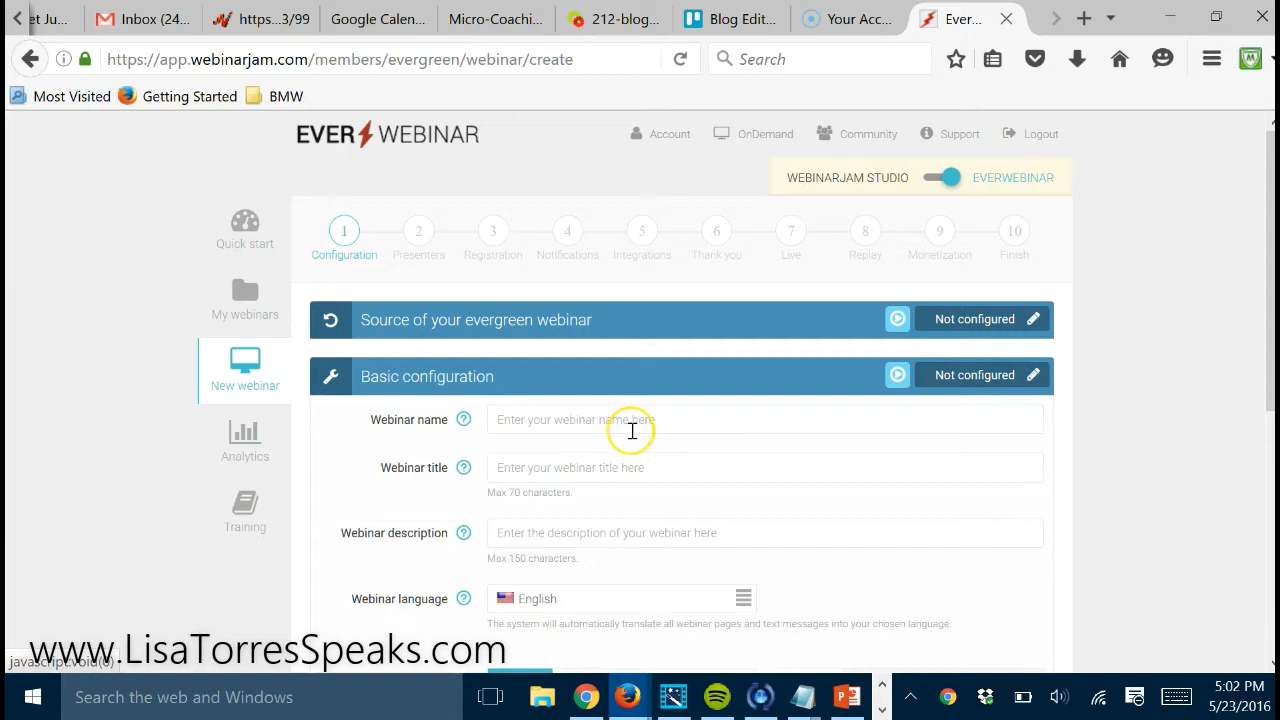 et Ju...
Inbox (24...
https...3/99
Google Calen...
Micro-Coachi...
212-blog...
Blog Edit...
Your Acc...
Ever...
https://app.webinarjam.com/members/evergreen/webinar/create
Search
Most Visited
Getting Started
BMW
EVER WEBINAR
Account
OnDemand
Community
Support
Logout
WEBINARJAM STUDIO
EVERWEBINAR
Quick start
My webinars
New webinar
Analytics
Training
1 2 3 4 5 6 7 8 9 10
Configuration Presenters Registration Notifications Integrations Thank you Live Replay Monetization Finish
Source of your evergreen webinar
Not configured
Basic configuration
Not configured
Webinar name
Enter your webinar name here
Webinar title
Enter your webinar title here
Max 70 characters.
Webinar description
Enter the description of your webinar here
Max 150 characters.
Webinar language
English
The system will automatically translate all webinar pages and text messages into your chosen language.
www.LisaTorresSpeaks.com
javascript:void(0)
Search the web and Windows
5:02 PM
5/23/2016